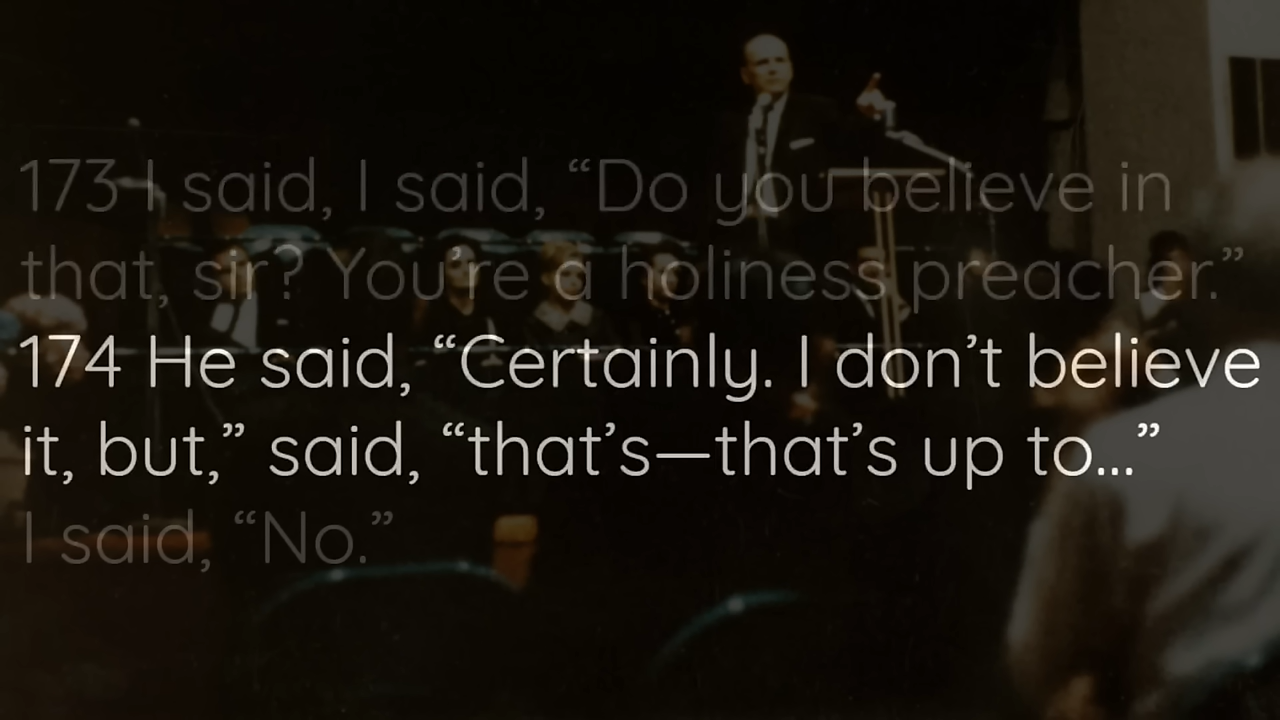 173 I said, I said, “Do you believe in
that, sir? You’re a holiness preacher.”
174 He said, “Certainly. I don’t believe
it, but,” said, “that’s—that’s up to...”
I said, “No.”